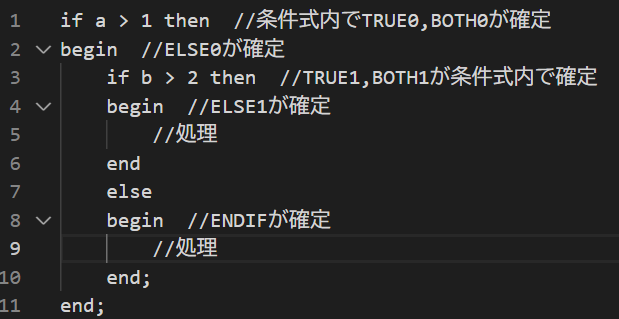 1 if a > 1 then //条件式内でTRUE0,BOTH0が確定
2 begin //ELSE0が確定
3 if b > 2 then //TRUE1,BOTH1が条件式内で確定
4 begin //ELSE1が確定
5 //処理
6 end
7 else
8 begin //ENDIFが確定
9 //処理
10 end;
11 end;